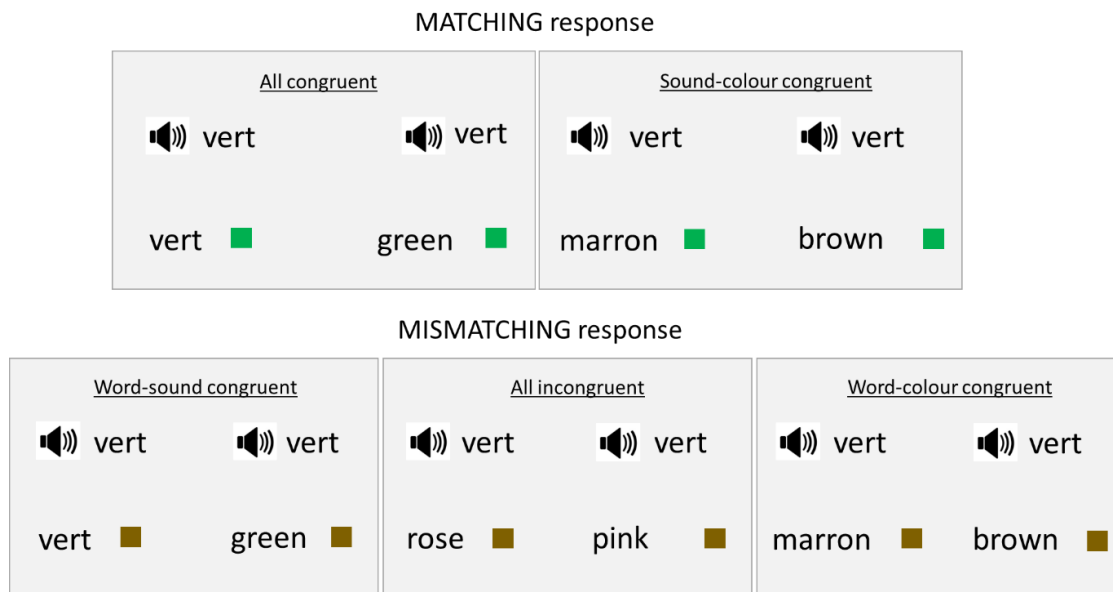 MATCHING response
All congruent
vert vert
vert green
Sound-colour congruent
vert vert
marron brown
MISMATCHING response
Word-sound congruent
vert vert
vert green
All incongruent
vert vert
rose pink
Word-colour congruent
vert vert
marron brown